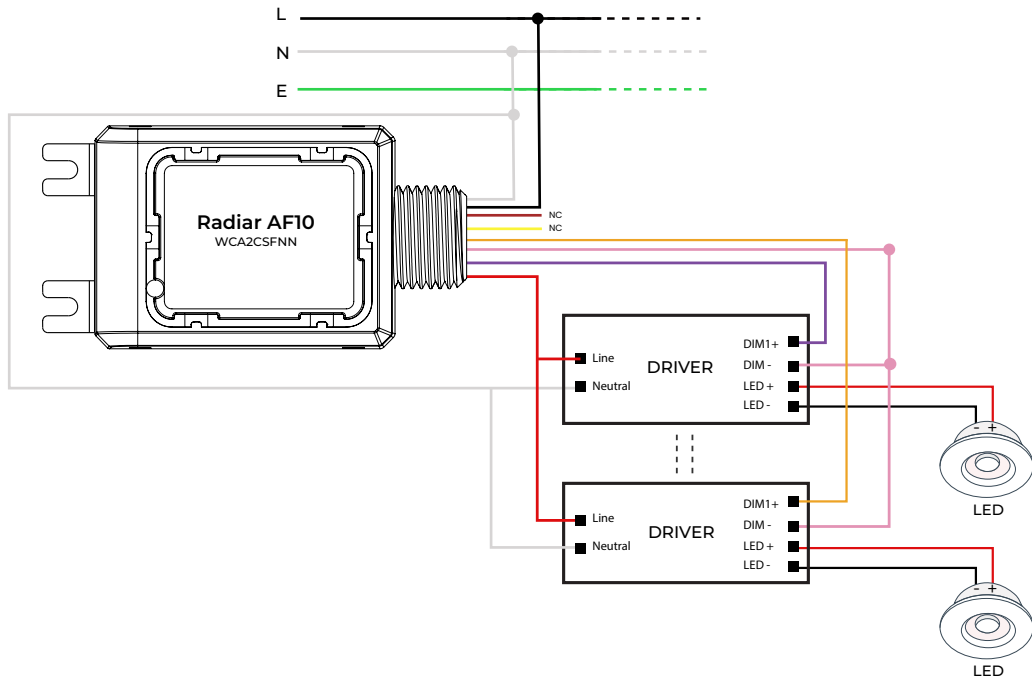 L
N
E
Radiar AF10
WCA2CSFNN
NC
NC
Line
Neutral
DRIVER
DIM1+
DIM -
LED +
LED -
- +
LED
Line
Neutral
DRIVER
DIM1+
DIM -
LED +
LED -
- +
LED